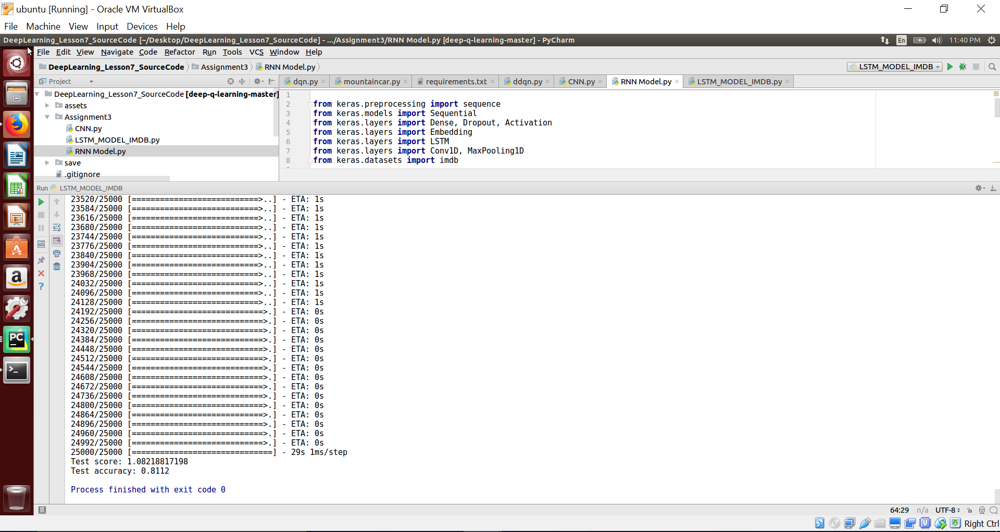 ubuntu [Running] - Oracle VM VirtualBox
File Machine View Input Devices Help
DeepLearning_Lesson7_SourceCode [~/Desktop/DeepLearning_Lesson7_SourceCode] - .../Assignment3/RNN Model.py [deep-q-learning-master] - PyCharm
En 11:40 PM
File Edit View Navigate Code Refactor Run Tools VCS Window Help
DeepLearning_Lesson7_SourceCode Assignment3 RNN Model.py LSTM_MODEL_IMDB
Project dqn.py mountaincar.py requirements.txt ddqn.py CNN.py RNN Model.py LSTM_MODEL_IMDB.py
DeepLearning_Lesson7_SourceCode [deep-q-learning-master]
assets
Assignment3
CNN.py
LSTM_MODEL_IMDB.py
RNN Model.py
save
.gitignore
1
2 from keras.preprocessing import sequence
3 from keras.models import Sequential
4 from keras.layers import Dense, Dropout, Activation
5 from keras.layers import Embedding
6 from keras.layers import LSTM
7 from keras.layers import Conv1D, MaxPooling1D
8 from keras.datasets import imdb
Run LSTM_MODEL_IMDB
23520/25000 [===========================>..] - ETA: 1s
23584/25000 [===========================>..] - ETA: 1s
23616/25000 [===========================>..] - ETA: 1s
23680/25000 [===========================>..] - ETA: 1s
23744/25000 [===========================>..] - ETA: 1s
23776/25000 [===========================>..] - ETA: 1s
23840/25000 [===========================>..] - ETA: 1s
23904/25000 [===========================>..] - ETA: 1s
23968/25000 [===========================>..] - ETA: 1s
24032/25000 [===========================>..] - ETA: 1s
24096/25000 [===========================>..] - ETA: 1s
24128/25000 [===========================>..] - ETA: 1s
24192/25000 [============================>.] - ETA: 0s
24256/25000 [============================>.] - ETA: 0s
24320/25000 [============================>.] - ETA: 0s
24384/25000 [============================>.] - ETA: 0s
24448/25000 [============================>.] - ETA: 0s
24512/25000 [============================>.] - ETA: 0s
24544/25000 [============================>.] - ETA: 0s
24608/25000 [============================>.] - ETA: 0s
24672/25000 [============================>.] - ETA: 0s
24736/25000 [============================>.] - ETA: 0s
24800/25000 [============================>.] - ETA: 0s
24864/25000 [============================>.] - ETA: 0s
24896/25000 [============================>.] - ETA: 0s
24960/25000 [============================>.] - ETA: 0s
24992/25000 [============================>.] - ETA: 0s
25000/25000 [==============================] - 29s 1ms/step
Test score: 1.08218817198
Test accuracy: 0.8112
Process finished with exit code 0
64:29 n/a UTF-8
Right Ctrl